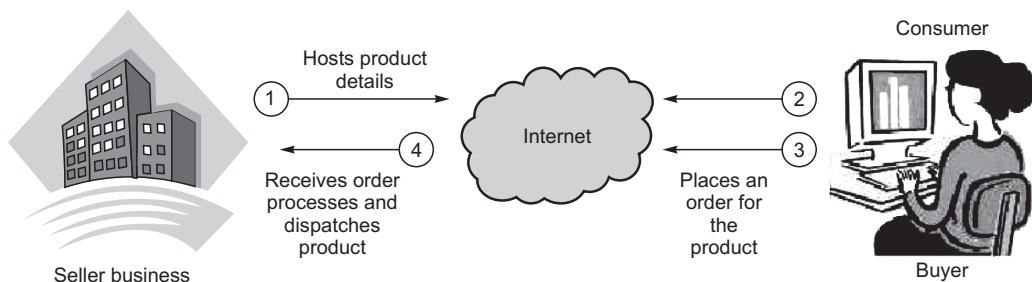 Consumer
Hosts product
details
1
2
Internet
4
3
Receives order
processes and
dispatches
product
Places an
order for
the
product
Seller business
Buyer